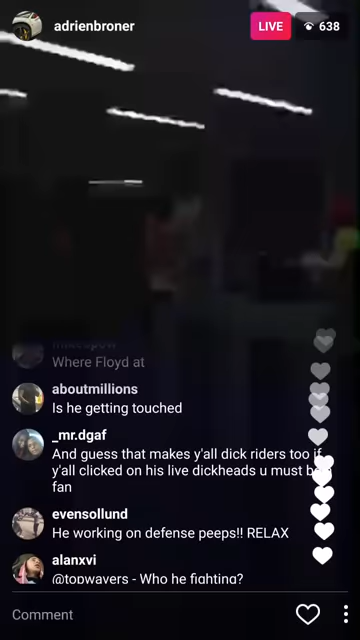 adrienbroner
LIVE
638
Where Floyd at
aboutmillions
Is he getting touched
_mr.dgaf
And guess that makes y'all dick riders too if
y'all clicked on his live dickheads u must
fan
evensollund
He working on defense peeps!! RELAX
alanxvi
@topwavers - Who he fighting?
Comment